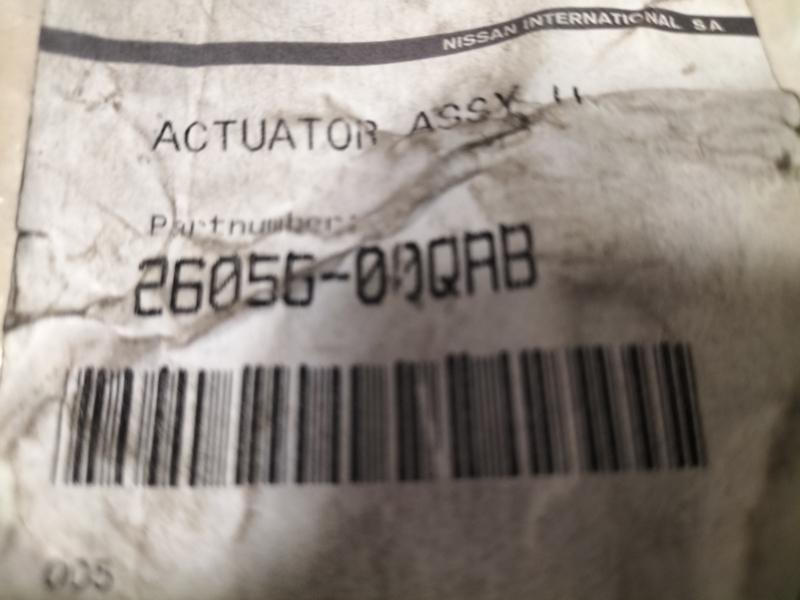 NISSAN INTERNATIONAL SA
ACTUATOR ASSY H
Partnumber:
26056-00QAB
005